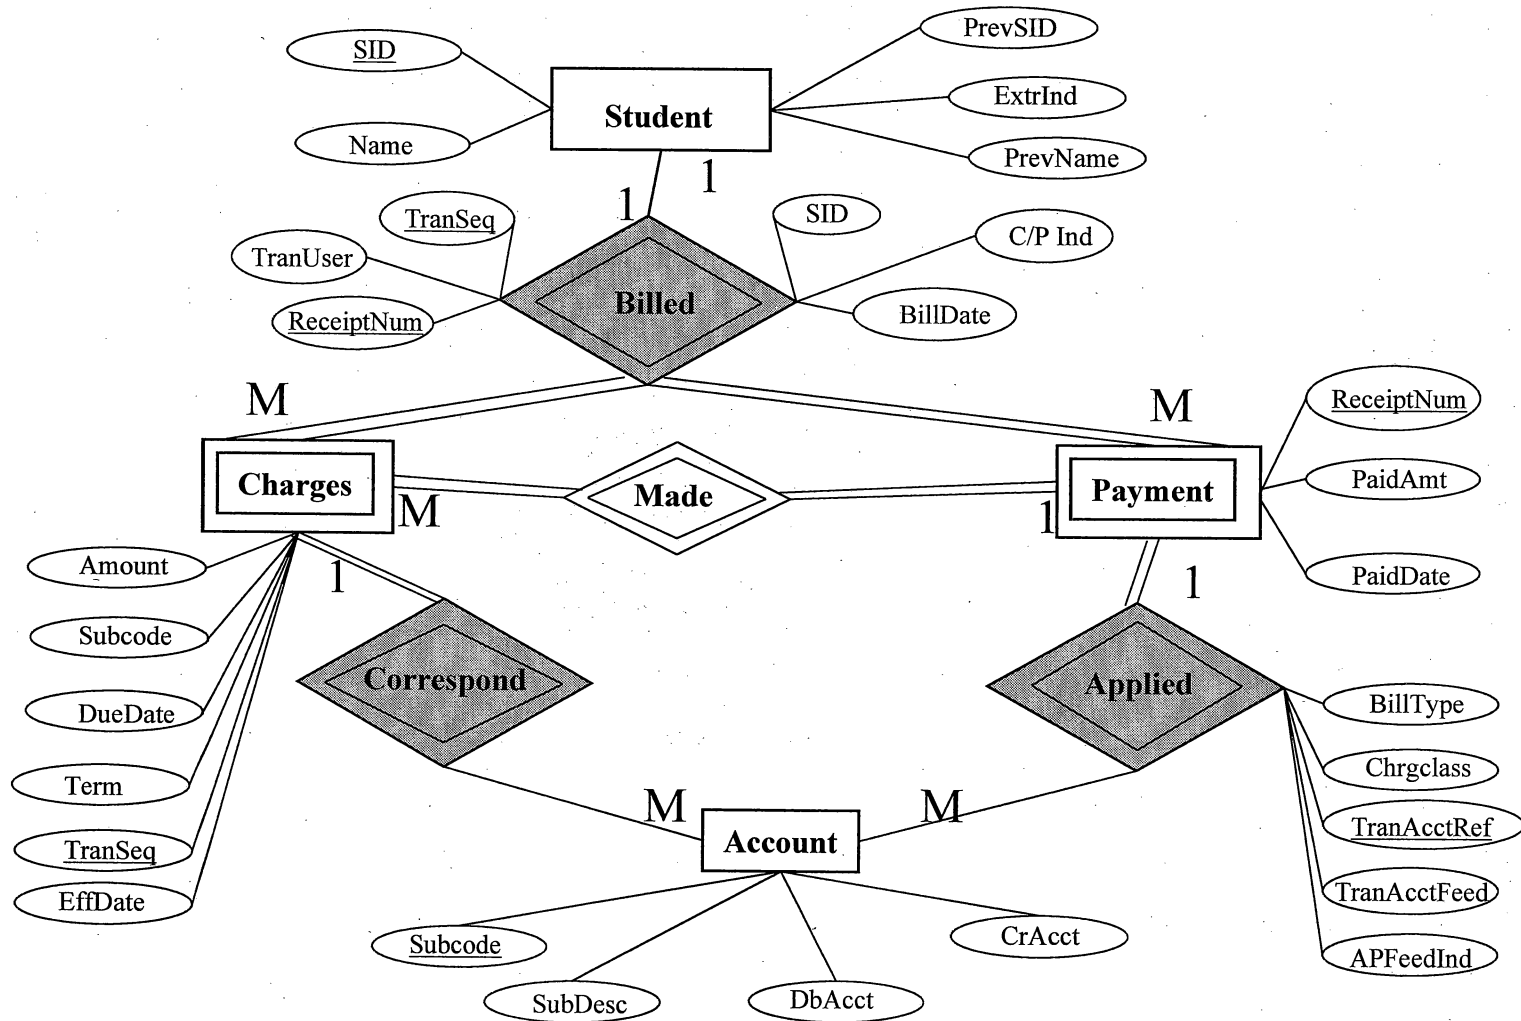 SID
Name
Student
PrevSID
ExtrInd
PrevName
1
1
TranSeq
TranUser
ReceiptNum
Billed
SID
C/P Ind
BillDate
M
M
Charges
M
Made
1
Payment
ReceiptNum
PaidAmt
PaidDate
Amount
Subcode
DueDate
Term
TranSeq
EffDate
1
Correspond
1
Applied
BillType
Chrgclass
TranAcctRef
TranAcctFeed
APFeedInd
M
M
Account
Subcode
SubDesc
DbAcct
CrAcct